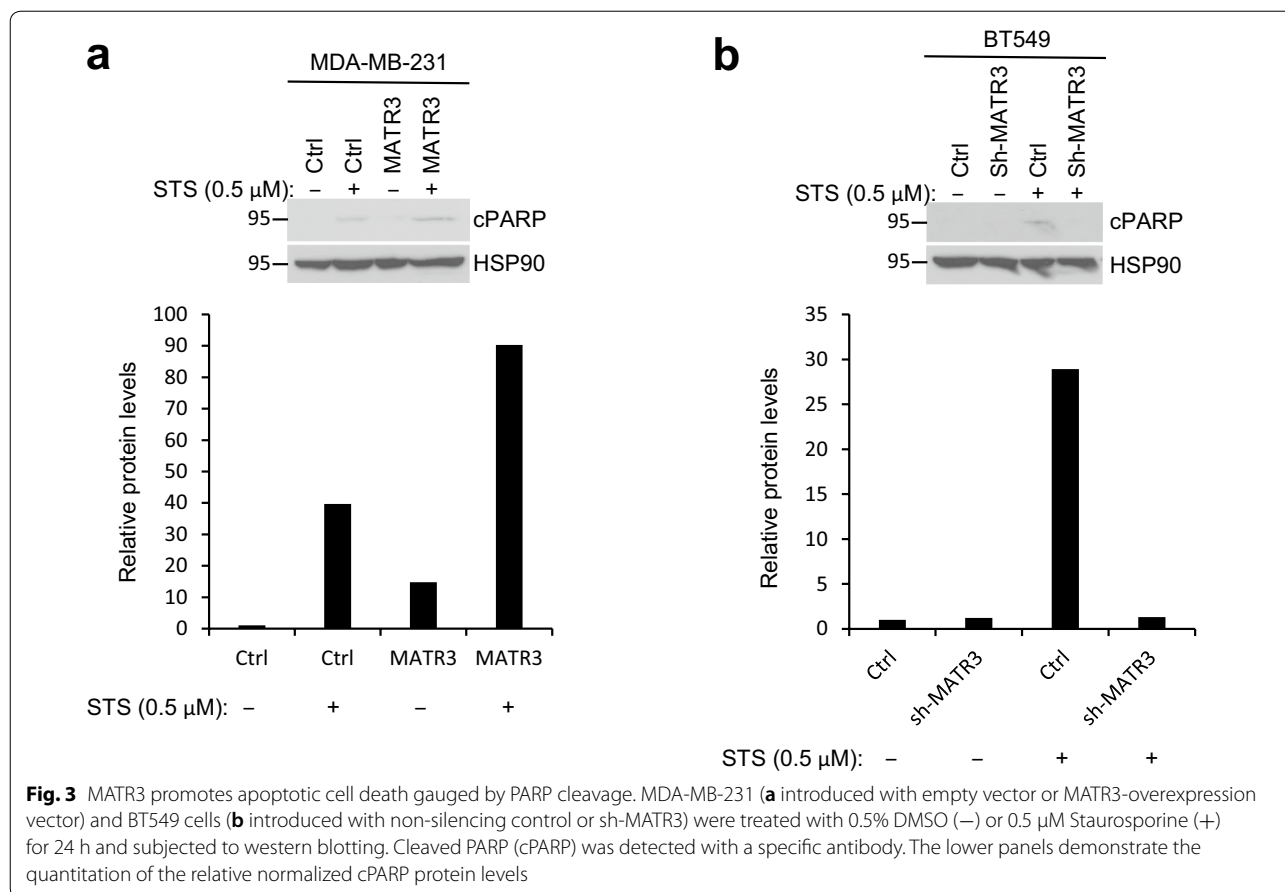 a
MDA-MB-231
Ctrl Ctrl MATR3 MATR3
STS (0.5 µM): – + – +
95 cPARP
95 HSP90
Relative protein levels
100
90
80
70
60
50
40
30
20
10
0
Ctrl Ctrl MATR3 MATR3
STS (0.5 µM): – + – +
b
BT549
Ctrl Sh-MATR3 Ctrl Sh-MATR3
STS (0.5 µM): – – + +
95 cPARP
95 HSP90
Relative protein levels
35
30
25
20
15
10
5
0
Ctrl sh-MATR3 Ctrl sh-MATR3
STS (0.5 µM): – – + +
Fig. 3 MATR3 promotes apoptotic cell death gauged by PARP cleavage. MDA-MB-231 (a introduced with empty vector or MATR3-overexpression
vector) and BT549 cells (b introduced with non-silencing control or sh-MATR3) were treated with 0.5% DMSO (−) or 0.5 µM Staurosporine (+)
for 24 h and subjected to western blotting. Cleaved PARP (cPARP) was detected with a specific antibody. The lower panels demonstrate the
quantitation of the relative normalized cPARP protein levels